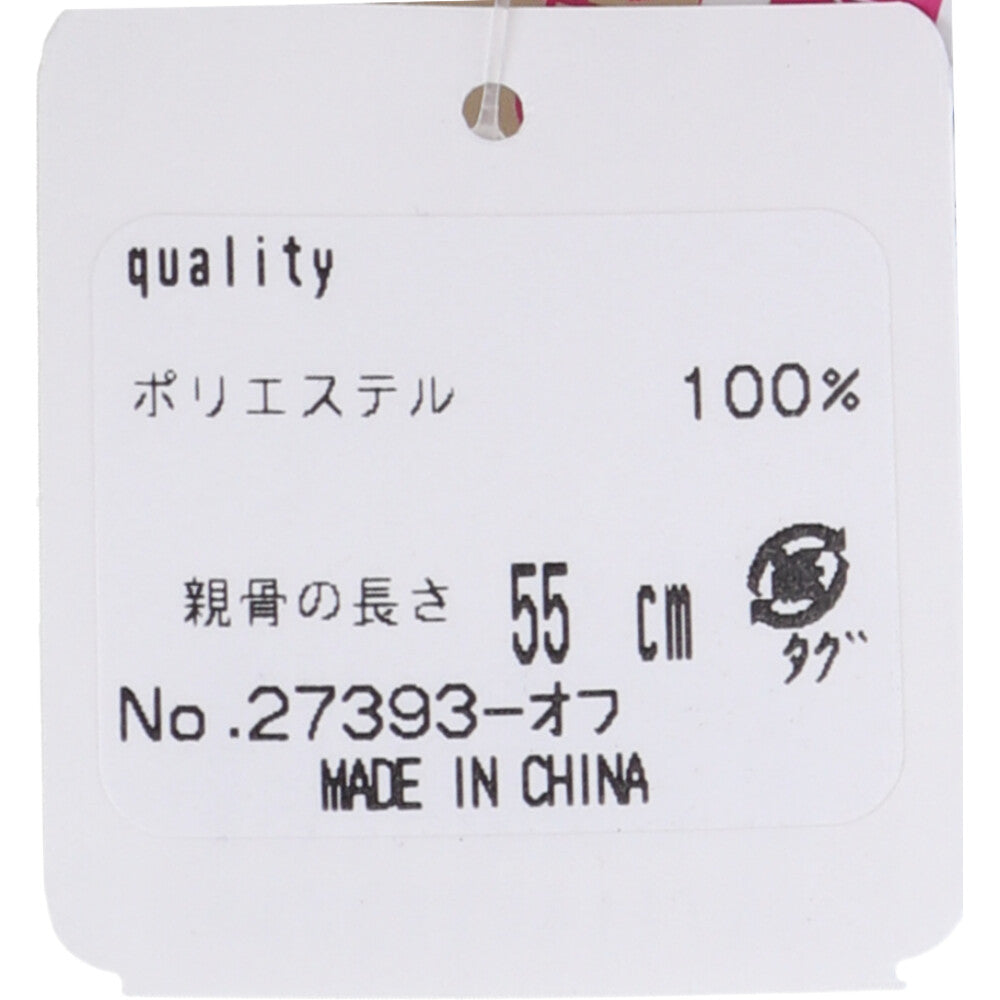 quality
ポリエステル 100%
親骨の長さ 55 cm
タグ
No.27393-オフ
MADE IN CHINA